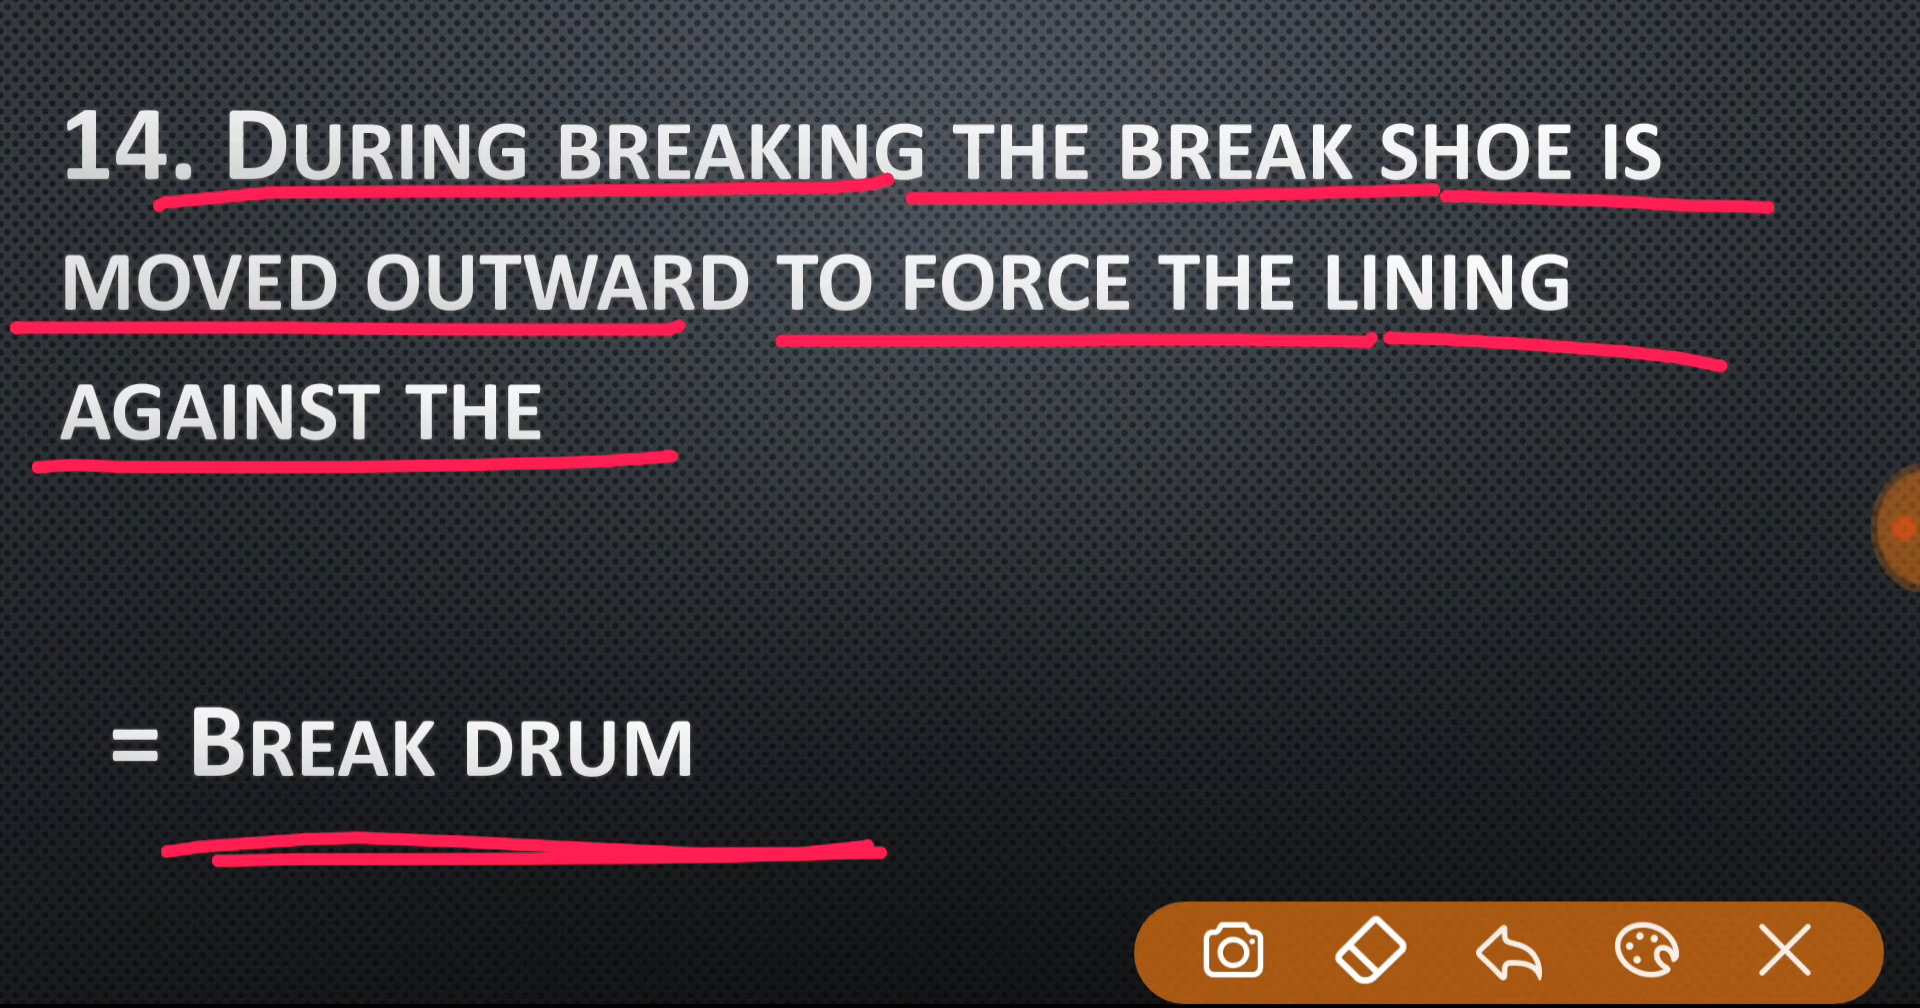 14. During breaking the break shoe is
moved outward to force the lining
against the
= Break drum